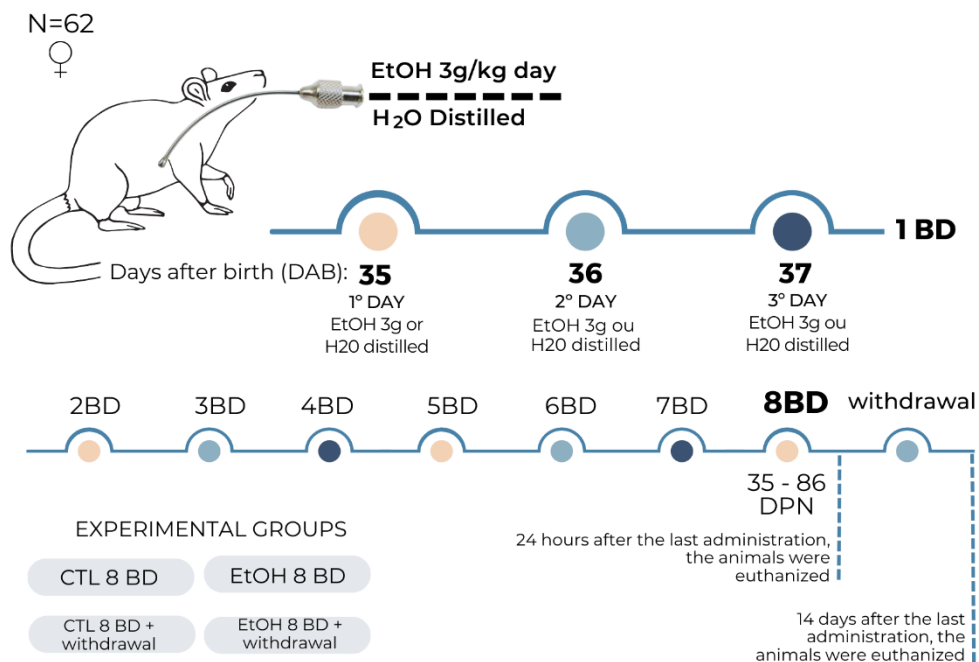 N=62
♀
EtOH 3g/kg day
H₂O Distilled
1 BD
Days after birth (DAB):
35
1º DAY
EtOH 3g or
H20 distilled
36
2º DAY
EtOH 3g ou
H20 distilled
37
3º DAY
EtOH 3g ou
H20 distilled
2BD
3BD
4BD
5BD
6BD
7BD
8BD
withdrawal
35 - 86
DPN
24 hours after the last administration,
the animals were
euthanized
14 days after the last
administration, the
animals were euthanized
EXPERIMENTAL GROUPS
CTL 8 BD
EtOH 8 BD
CTL 8 BD +
withdrawal
EtOH 8 BD +
withdrawal